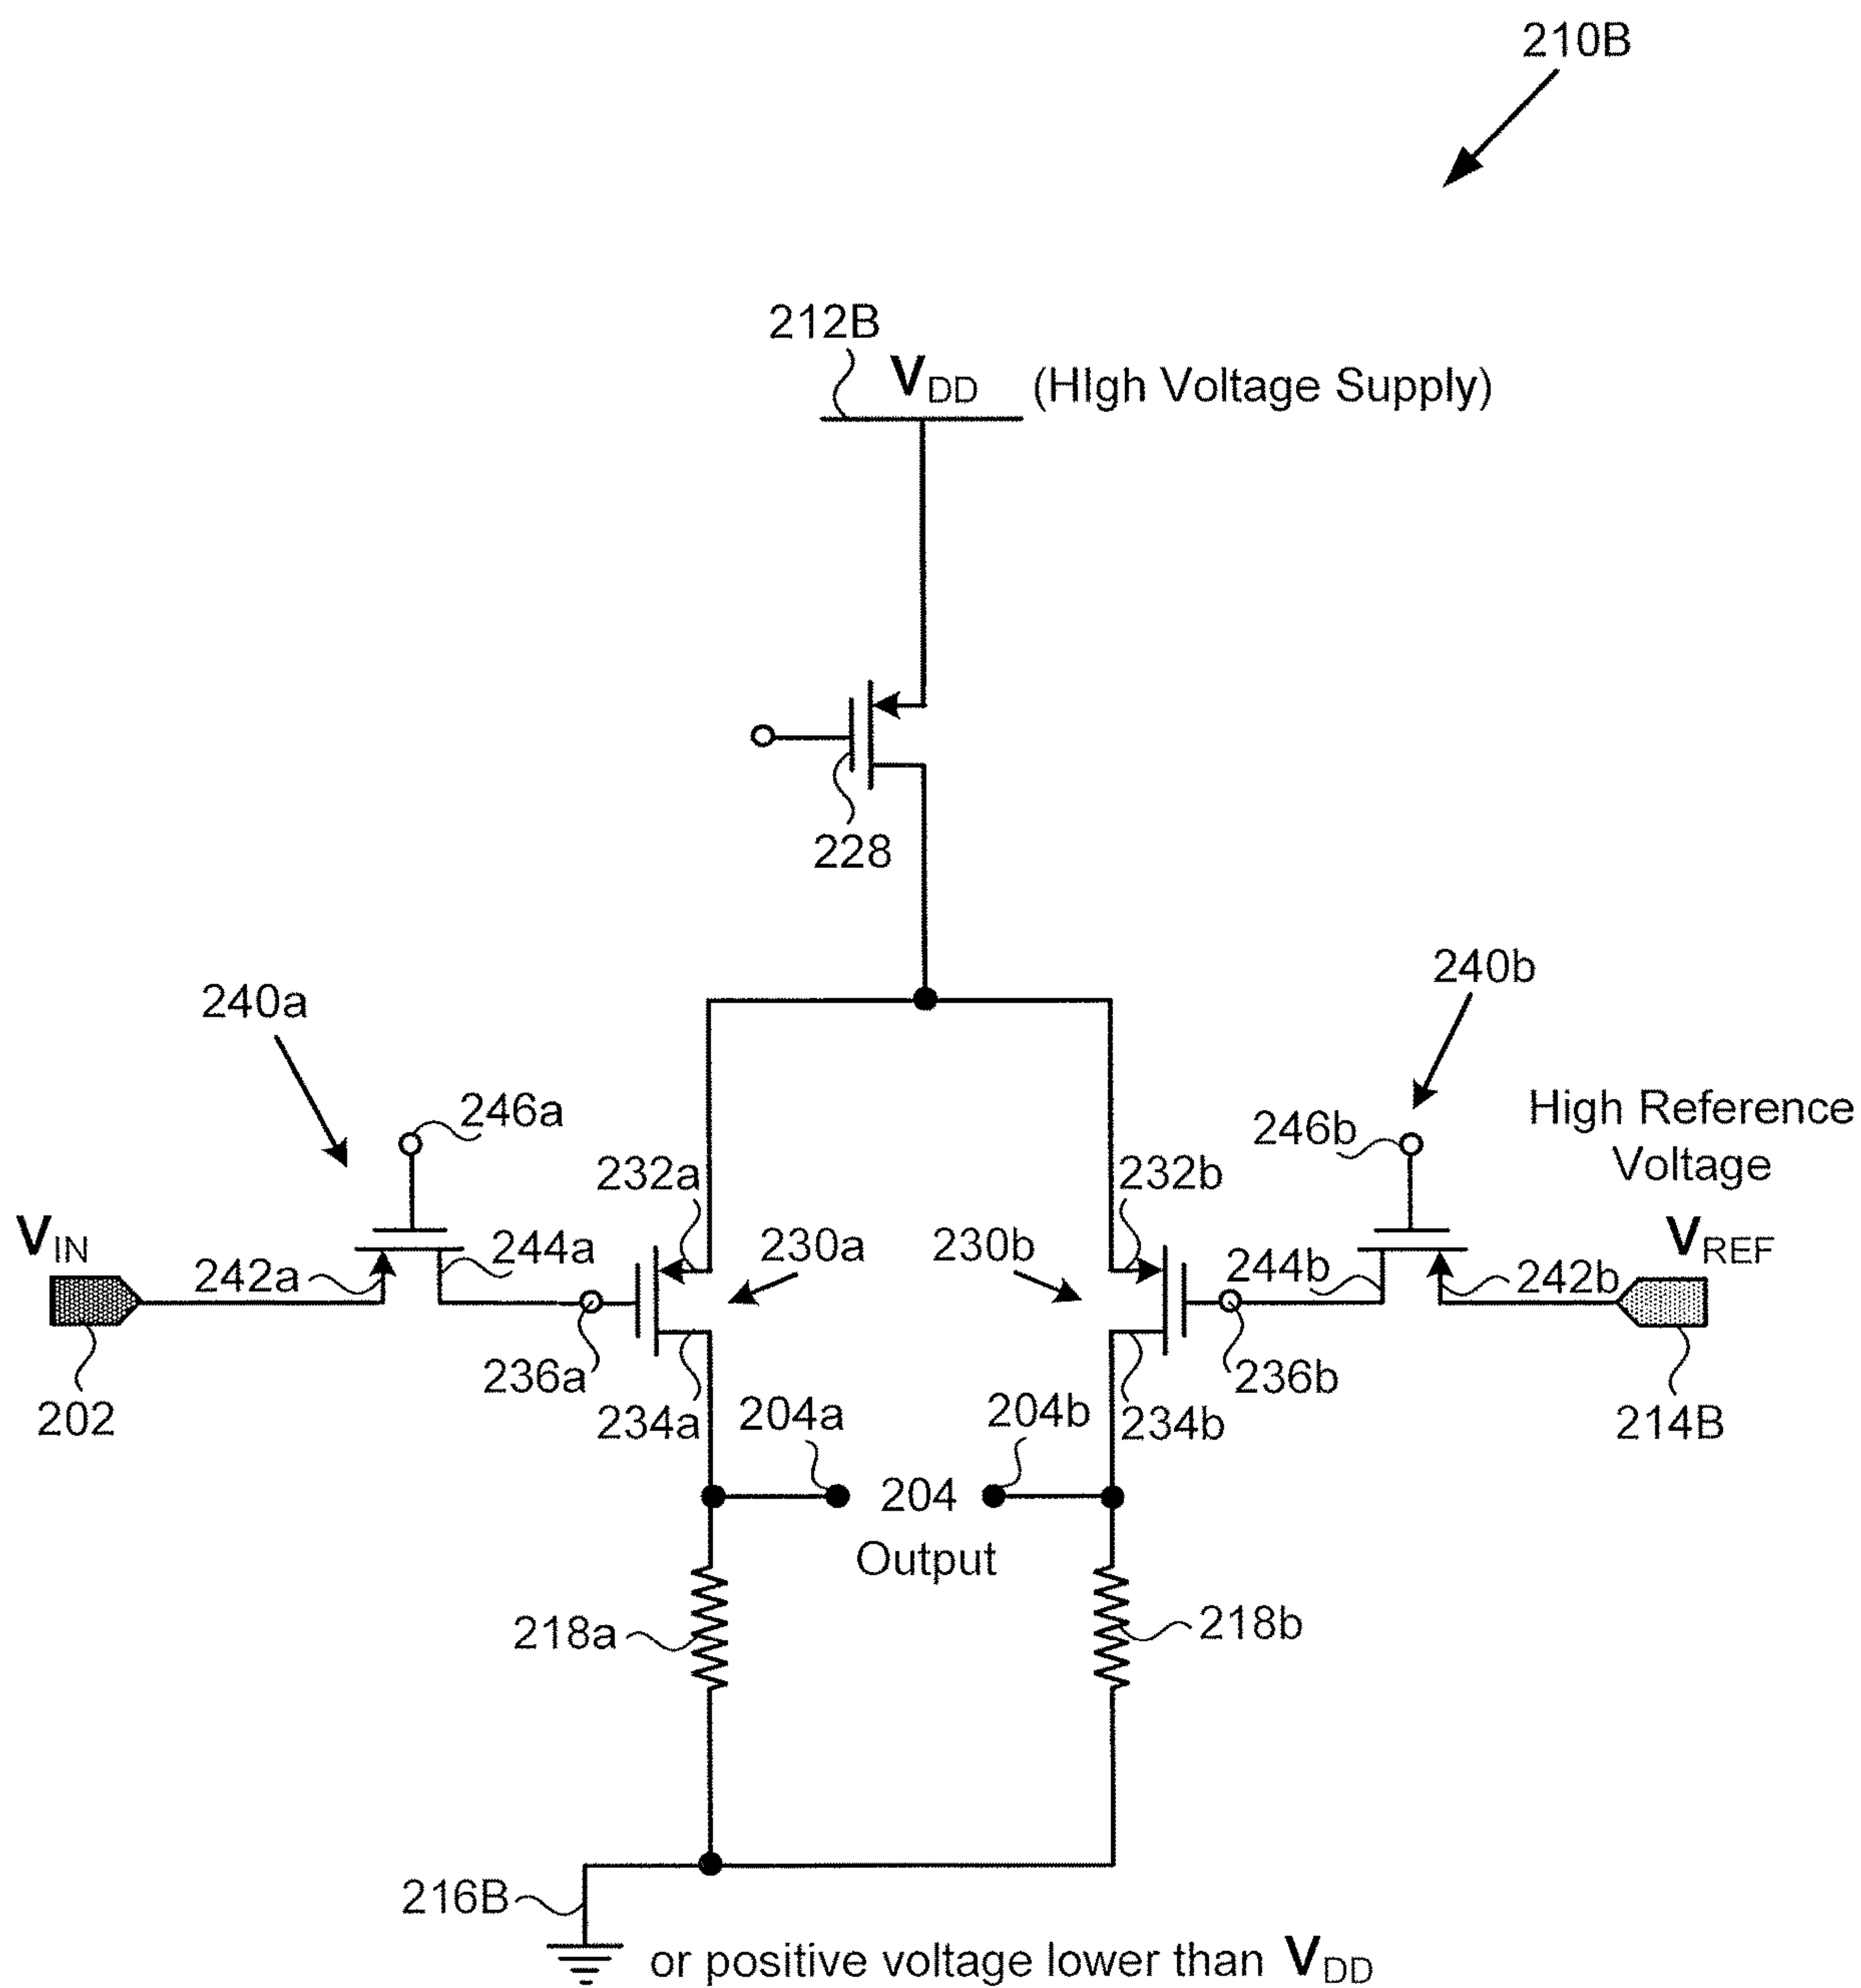 210B
212B
VDD (HIgh Voltage Supply)
228
240a
240b
246a
246b
High Reference
Voltage
232a
232b
VIN
242a
244a
230a
230b
244b
242b
VREF
202
236a
234a
204a
204b
234b
236b
214B
204
Output
218a
218b
216B
or positive voltage lower than VDD